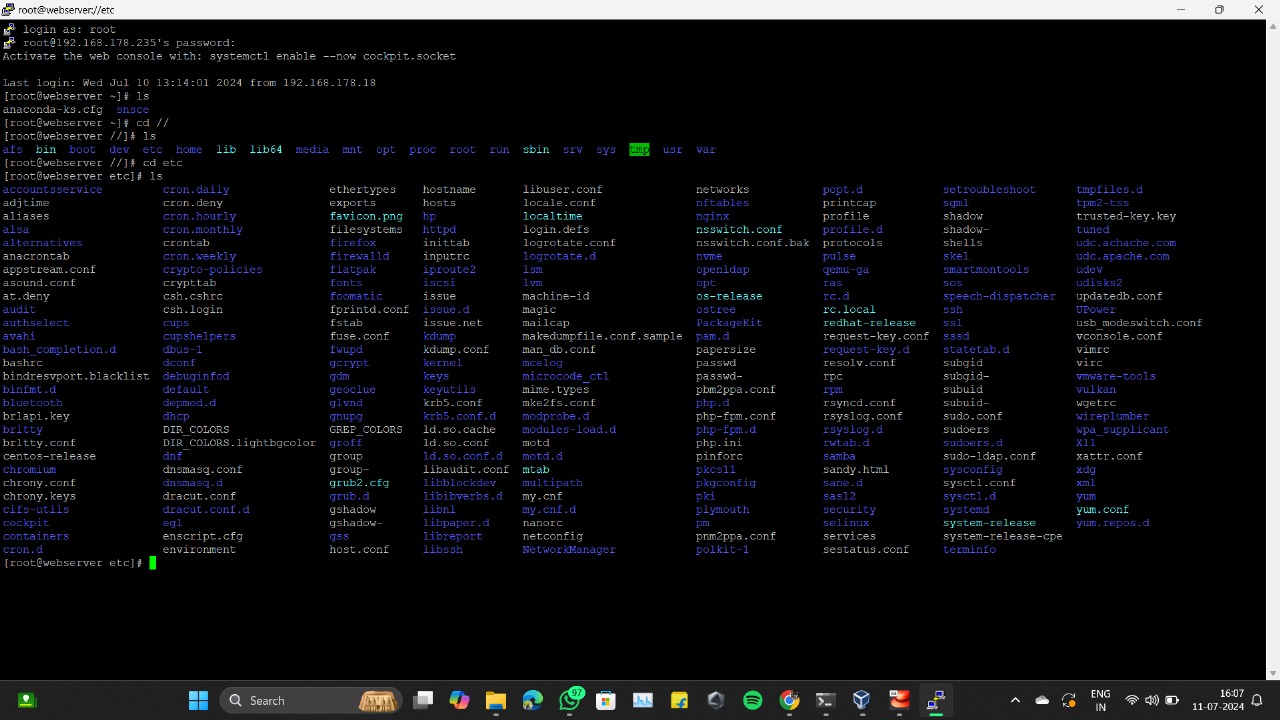 root@webserver://etc
login as: root
root@192.168.178.235's password:
Activate the web console with: systemctl enable --now cockpit.socket
Last login: Wed Jul 10 13:14:01 2024 from 192.168.178.18
[root@webserver ~]# ls
anaconda-ks.cfg  snsce
[root@webserver ~]# cd //
[root@webserver //]# ls
afs  bin  boot  dev  etc  home  lib  lib64  media  mnt  opt  proc  root  run  sbin  srv  sys  tmp  usr  var
[root@webserver //]# cd etc
[root@webserver etc]# ls
accountsservice cron.daily ethertypes hostname libuser.conf networks popt.d setroubleshoot tmpfiles.d
adjtime cron.deny exports hosts locale.conf nftables printcap sgml tpm2-tss
aliases cron.hourly favicon.png hp localtime nginx profile shadow trusted-key.key
alsa cron.monthly filesystems httpd login.defs nsswitch.conf profile.d shadow- tuned
alternatives crontab firefox inittab logrotate.conf nsswitch.conf.bak protocols shells udc.achache.com
anacrontab cron.weekly firewalld inputrc logrotate.d nvme pulse skel udc.apache.com
appstream.conf crypto-policies flatpak iproute2 lsm openldap qemu-ga smartmontools udev
asound.conf crypttab fonts iscsi lvm opt ras sos udisks2
at.deny csh.cshrc foomatic issue machine-id os-release rc.d speech-dispatcher updatedb.conf
audit csh.login fprintd.conf issue.d magic ostree rc.local ssh UPower
authselect cups fstab issue.net mailcap PackageKit redhat-release ssl usb_modeswitch.conf
avahi cupshelpers fuse.conf kdump makedumpfile.conf.sample pam.d request-key.conf sssd vconsole.conf
bash_completion.d dbus-1 fwupd kdump.conf man_db.conf papersize request-key.d statetab.d vimrc
bashrc dconf gcrypt kernel mcelog passwd resolv.conf subgid virc
bindresvport.blacklist debuginfod gdm keys microcode_ctl passwd- rpc subgid- vmware-tools
binfmt.d default geoclue keyutils mime.types pbm2ppa.conf rpm subuid vulkan
bluetooth depmod.d glvnd krb5.conf mke2fs.conf php.d rsyncd.conf subuid- wgetrc
brlapi.key dhcp gnupg krb5.conf.d modprobe.d php-fpm.conf rsyslog.conf sudo.conf wireplumber
brltty DIR_COLORS GREP_COLORS ld.so.cache modules-load.d php-fpm.d rsyslog.d sudoers wpa_supplicant
brltty.conf DIR_COLORS.lightbgcolor groff ld.so.conf motd php.ini rwtab.d sudoers.d X11
centos-release dnf group ld.so.conf.d motd.d pinforc samba sudo-ldap.conf xattr.conf
chromium dnsmasq.conf group- libaudit.conf mtab pkcs11 sandy.html sysconfig xdg
chrony.conf dnsmasq.d grub2.cfg libblockdev multipath pkgconfig sane.d sysctl.conf xml
chrony.keys dracut.conf grub.d libibverbs.d my.cnf pki sasl2 sysctl.d yum
cifs-utils dracut.conf.d gshadow libnl my.cnf.d plymouth security systemd yum.conf
cockpit egl gshadow- libpaper.d nanorc pm selinux system-release yum.repos.d
containers enscript.cfg gss libreport netconfig pnm2ppa.conf services system-release-cpe
cron.d environment host.conf libssh NetworkManager polkit-1 sestatus.conf terminfo
[root@webserver etc]#
Search
97
ENG
IN
16:07
11-07-2024